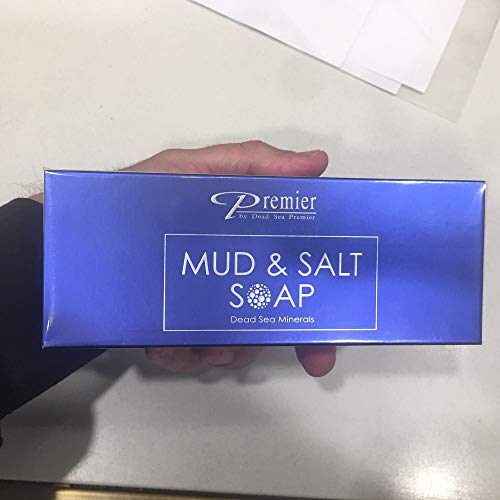 Premier
by Dead Sea Premier
MUD & SALT
SOAP
Dead Sea Minerals